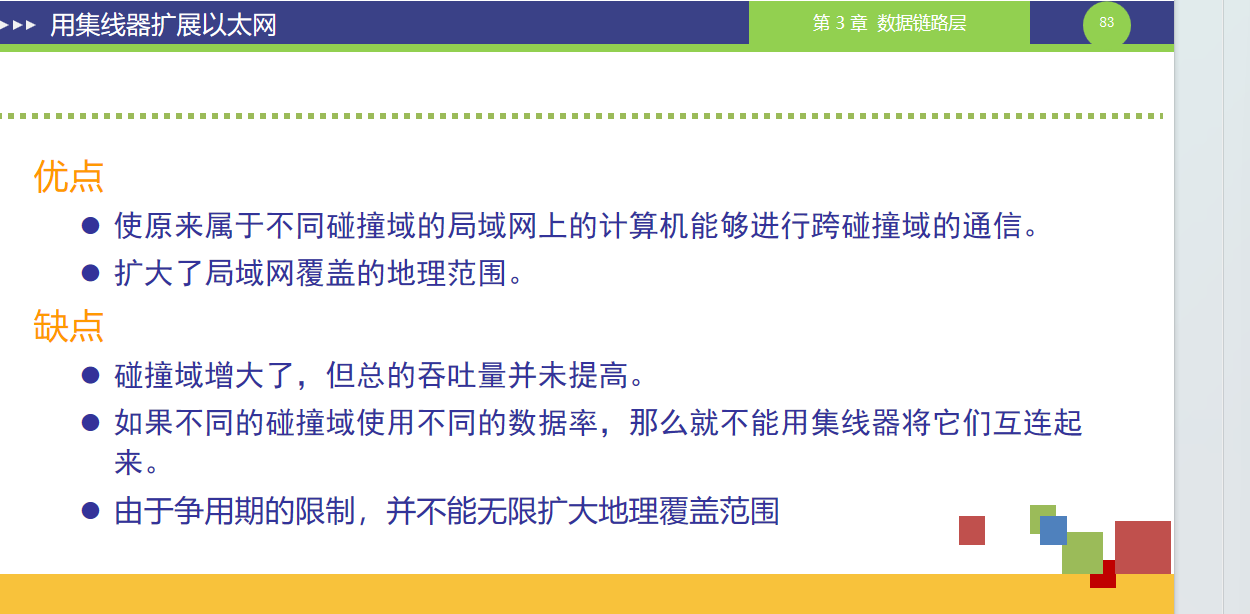 用集线器扩展以太网
第 3 章 数据链路层
83
优点
使原来属于不同碰撞域的局域网上的计算机能够进行跨碰撞域的通信。
扩大了局域网覆盖的地理范围。
缺点
碰撞域增大了，但总的吞吐量并未提高。
如果不同的碰撞域使用不同的数据率，那么就不能用集线器将它们互连起
来。
由于争用期的限制，并不能无限扩大地理覆盖范围